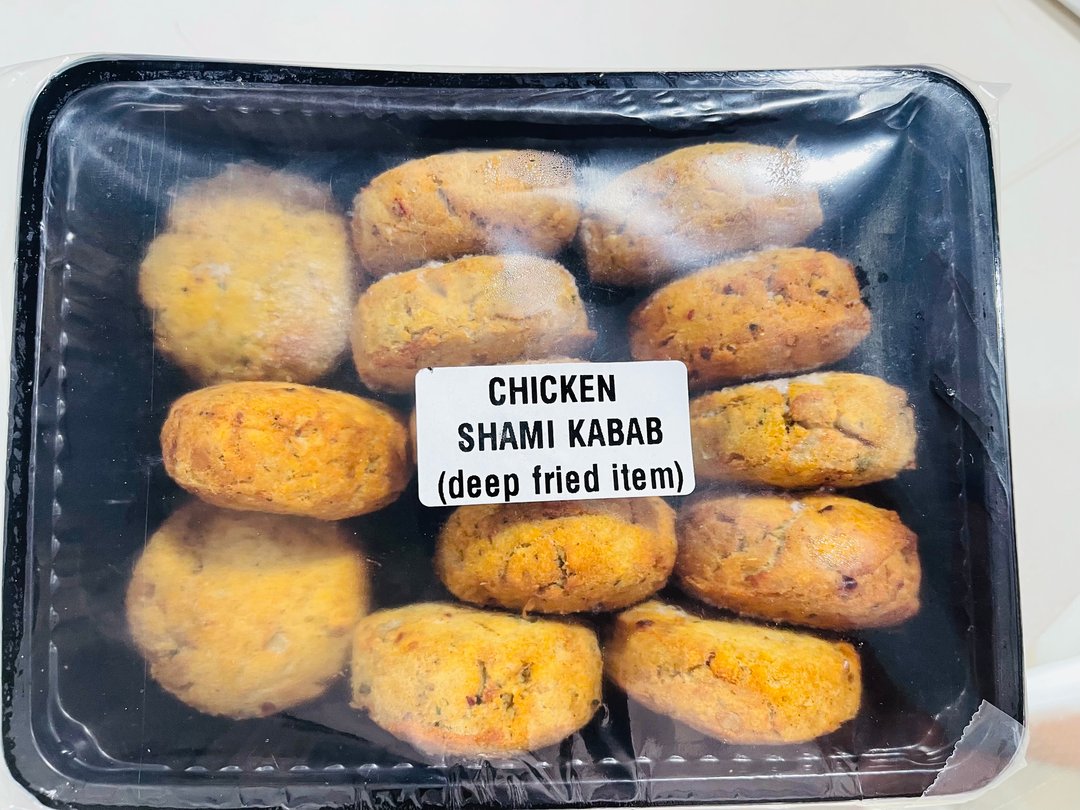 CHICKEN
SHAMI KABAB
(deep fried item)